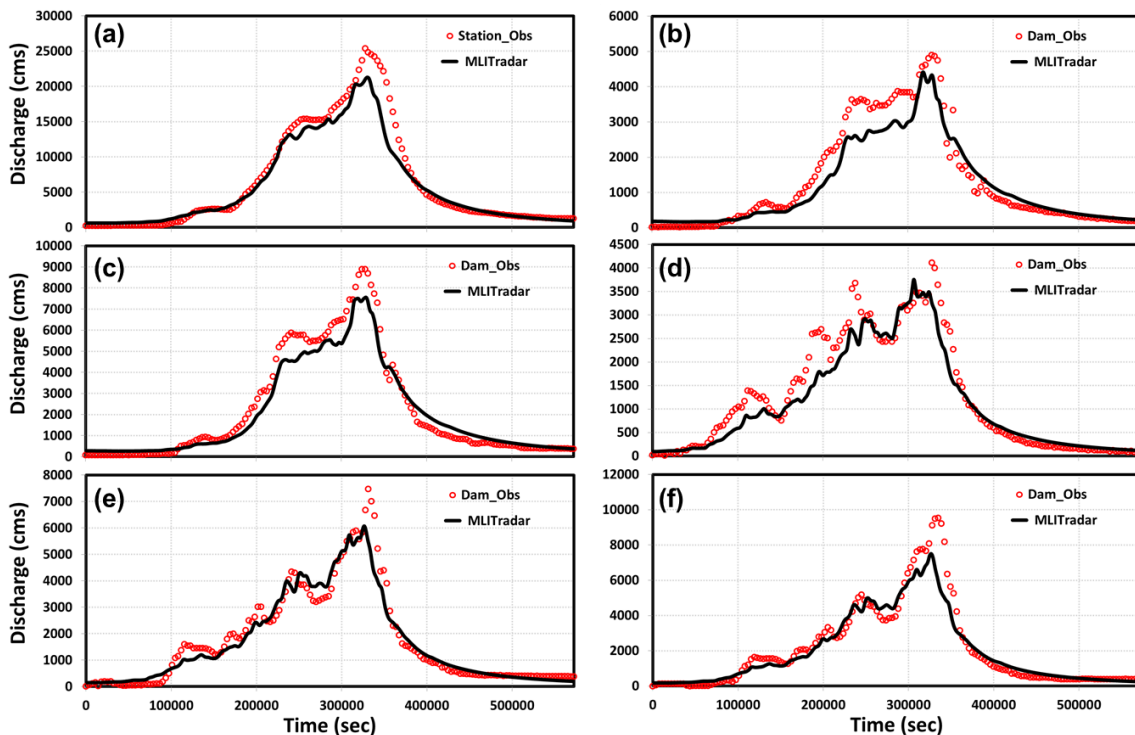 (a)
Station_Obs
MLITradar
Discharge (cms)
30000
25000
20000
15000
10000
5000
0
(b)
Dam_Obs
MLITradar
6000
5000
4000
3000
2000
1000
0
(c)
Dam_Obs
MLITradar
Discharge (cms)
10000
9000
8000
7000
6000
5000
4000
3000
2000
1000
0
(d)
Dam_Obs
MLITradar
4500
4000
3500
3000
2500
2000
1500
1000
500
0
(e)
Dam_Obs
MLITradar
Discharge (cms)
8000
7000
6000
5000
4000
3000
2000
1000
0
0 100000 200000 300000 400000 500000
Time (sec)
(f)
Dam_Obs
MLITradar
12000
10000
8000
6000
4000
2000
0
0 100000 200000 300000 400000 500000
Time (sec)